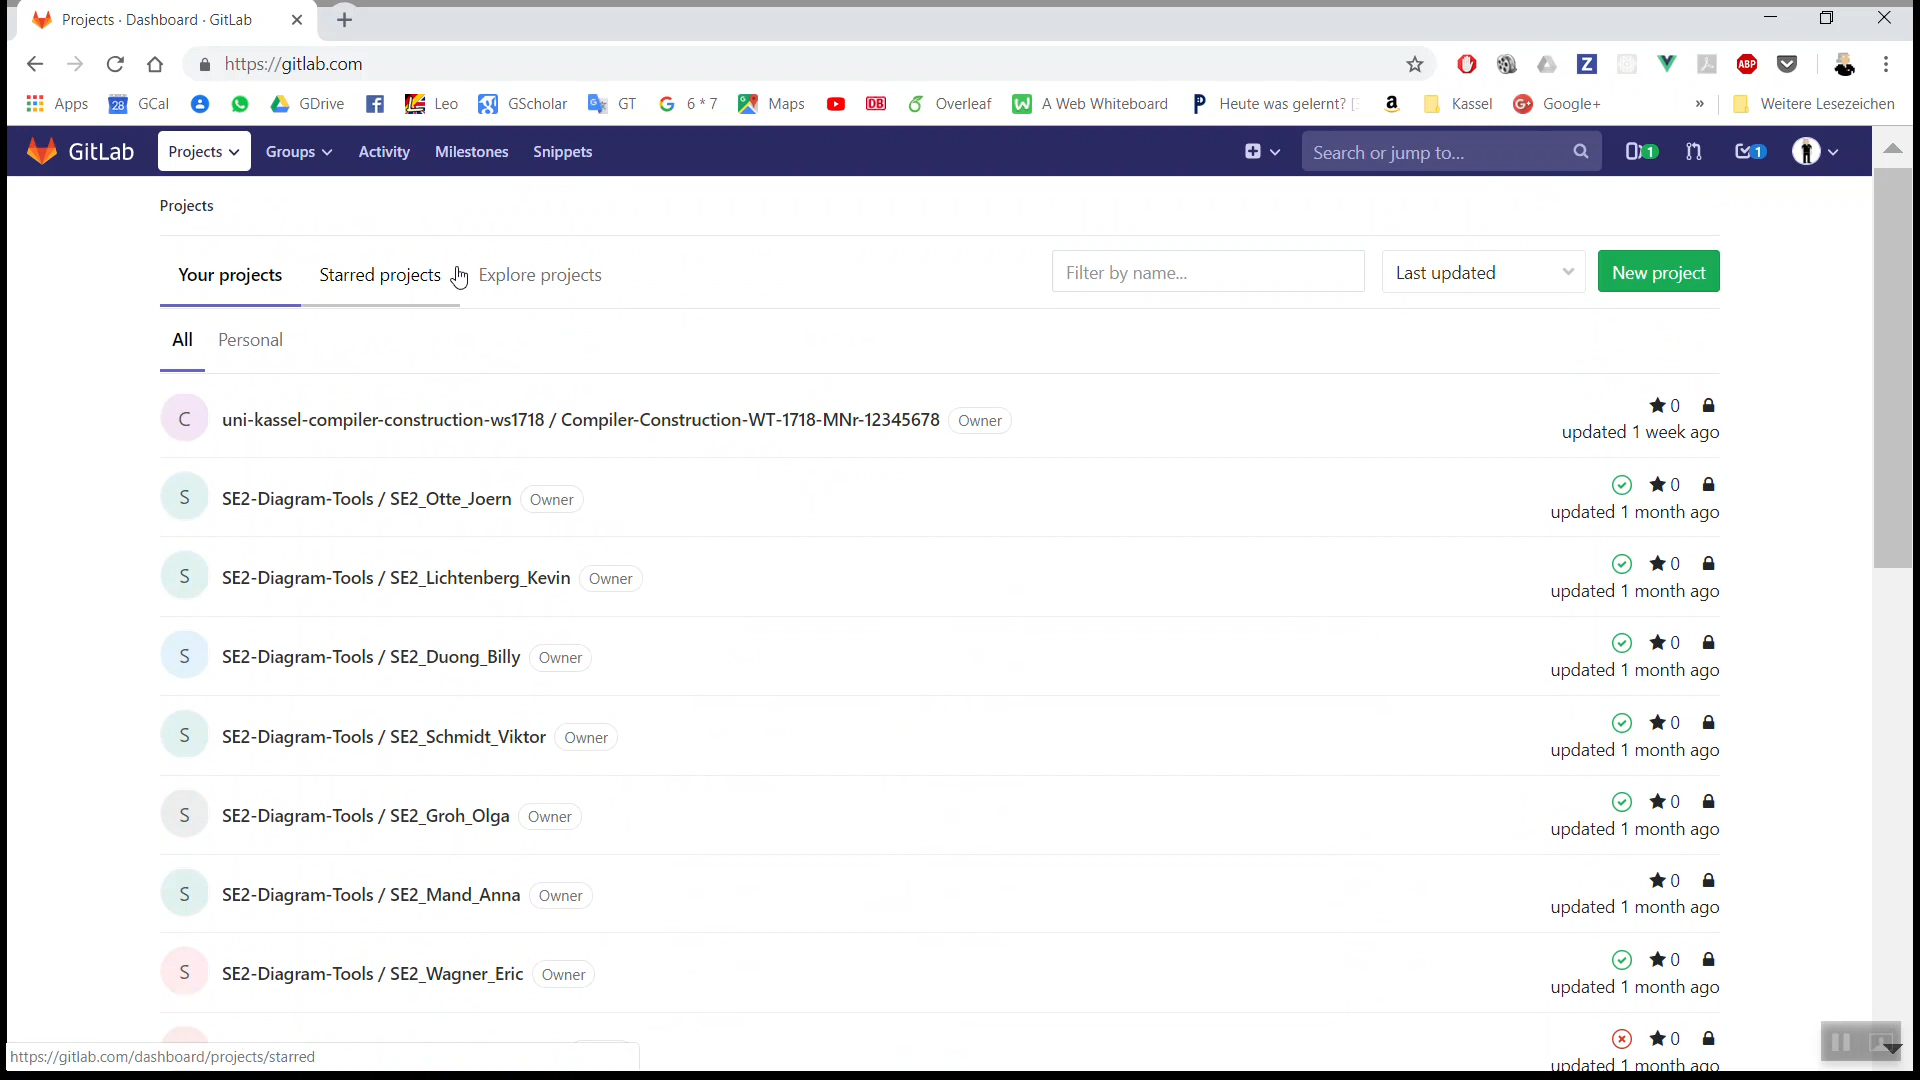 Projects · Dashboard · GitLab
https://gitlab.com
Apps GCal GDrive Leo GScholar GT 6 * 7 Maps Overleaf A Web Whiteboard Heute was gelernt? Kassel Google+ » Weitere Lesezeichen
GitLab Projects Groups Activity Milestones Snippets Search or jump to... 1 1
Projects
Your projects Starred projects Explore projects Filter by name... Last updated New project
All Personal
C uni-kassel-compiler-construction-ws1718 / Compiler-Construction-WT-1718-MNr-12345678 Owner 0
updated 1 week ago
S SE2-Diagram-Tools / SE2_Otte_Joern Owner 0
updated 1 month ago
S SE2-Diagram-Tools / SE2_Lichtenberg_Kevin Owner 0
updated 1 month ago
S SE2-Diagram-Tools / SE2_Duong_Billy Owner 0
updated 1 month ago
S SE2-Diagram-Tools / SE2_Schmidt_Viktor Owner 0
updated 1 month ago
S SE2-Diagram-Tools / SE2_Groh_Olga Owner 0
updated 1 month ago
S SE2-Diagram-Tools / SE2_Mand_Anna Owner 0
updated 1 month ago
S SE2-Diagram-Tools / SE2_Wagner_Eric Owner 0
updated 1 month ago
0
updated 1 month ago
https://gitlab.com/dashboard/projects/starred